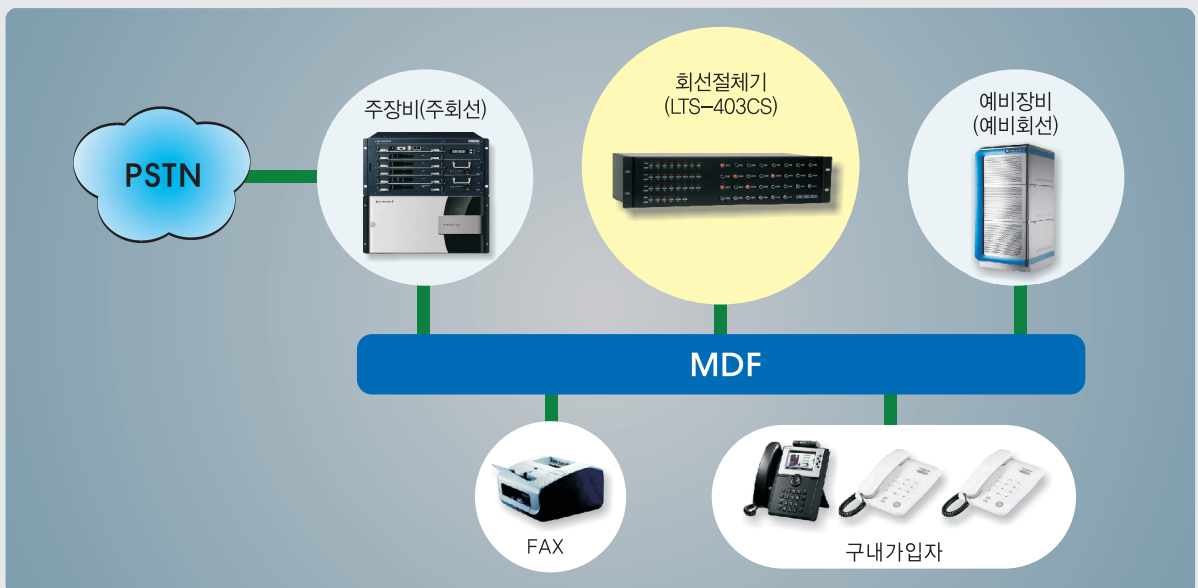 PSTN
주장비(주회선)
회선절체기
(LTS-403CS)
예비장비
(예비회선)
MDF
FAX
구내가입자